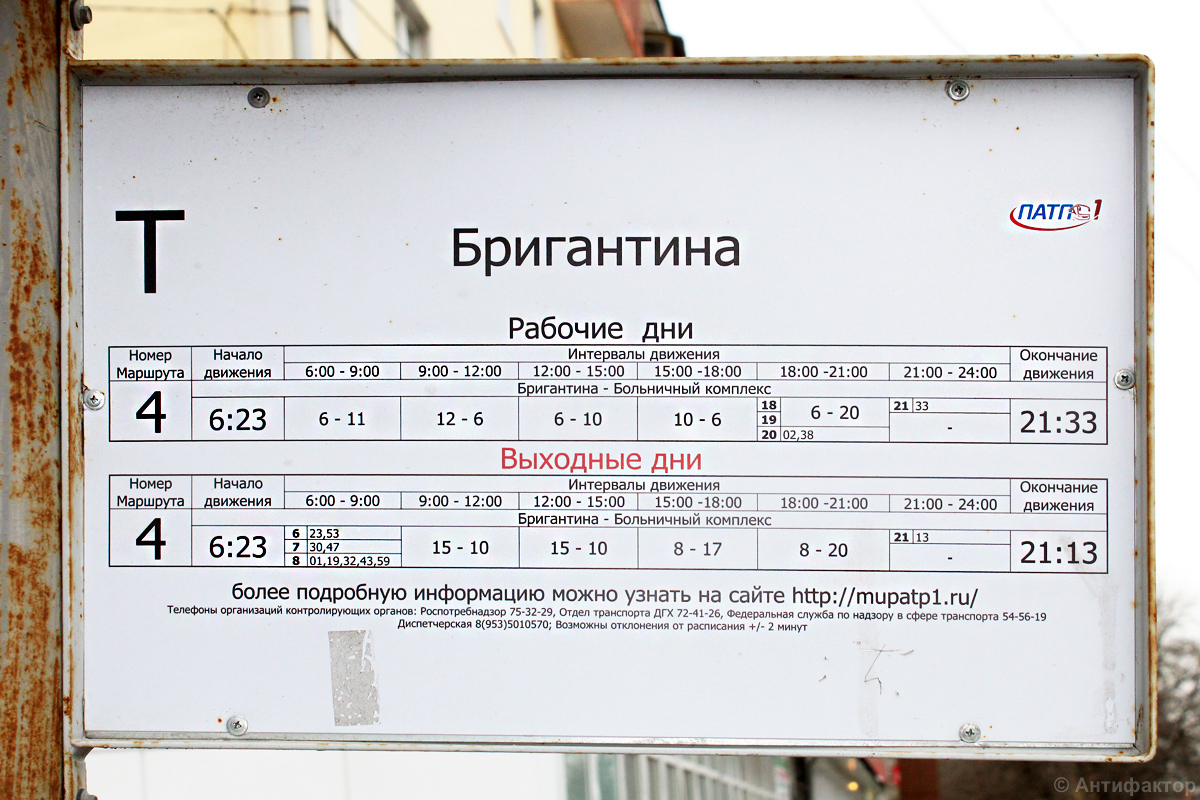 Т
ПАТП 1
Бригантина
Рабочие дни
Номер Маршрута Начало движения Интервалы движения Окончание движения
6:00 - 9:00 9:00 - 12:00 12:00 - 15:00 15:00 -18:00 18:00 -21:00 21:00 - 24:00
Бригантина - Больничный комплекс
4 6:23 6 - 11 12 - 6 6 - 10 10 - 6 18 19 6 - 20 20 02,38 21 33 - 21:33
Выходные дни
Номер Маршрута Начало движения Интервалы движения Окончание движения
6:00 - 9:00 9:00 - 12:00 12:00 - 15:00 15:00 -18:00 18:00 -21:00 21:00 - 24:00
Бригантина - Больничный комплекс
4 6:23 6 23,53 7 30,47 8 01,19,32,43,59 15 - 10 15 - 10 8 - 17 8 - 20 21 13 - 21:13
более подробную информацию можно узнать на сайте http://mupatp1.ru/
Телефоны организаций контролирующих органов: Роспотребнадзор 75-32-29, Отдел транспорта ДГХ 72-41-26, Федеральная служба по надзору в сфере транспорта 54-56-19
Диспетчерская 8(953)5010570; Возможны отклонения от расписания +/- 2 минут
© Антифактор